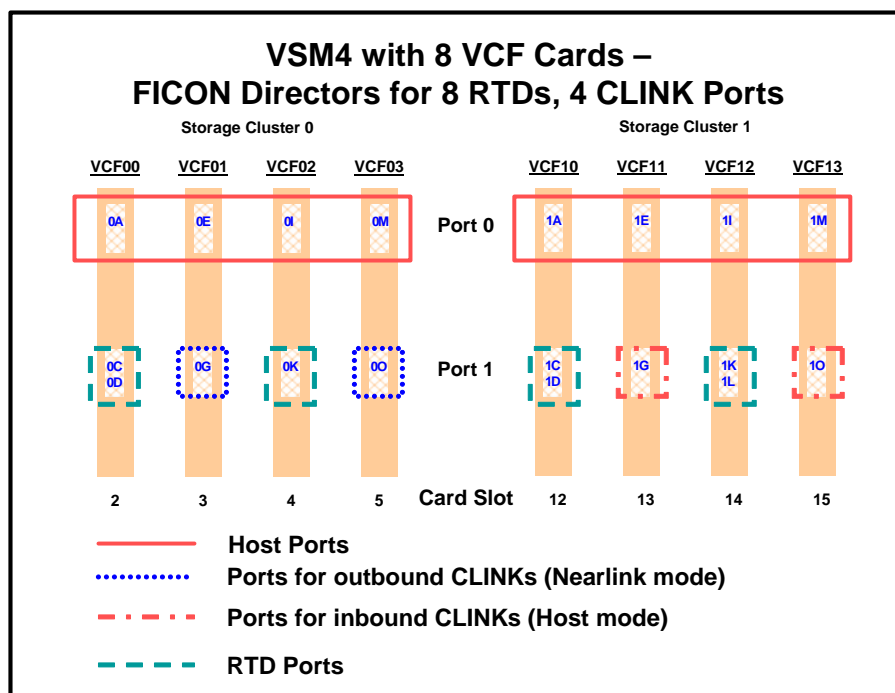 VSM4 with 8 VCF Cards –
FICON Directors for 8 RTDs, 4 CLINK Ports
Storage Cluster 0 Storage Cluster 1
VCF00 VCF01 VCF02 VCF03 VCF10 VCF11 VCF12 VCF13
0A 0E 0I 0M Port 0 1A 1E 1I 1M
0C 0G 0K 0O Port 1 1C 1G 1K 1O
0D 1D 1L
2 3 4 5 Card Slot 12 13 14 15
Host Ports
Ports for outbound CLINKs (Nearlink mode)
Ports for inbound CLINKs (Host mode)
RTD Ports